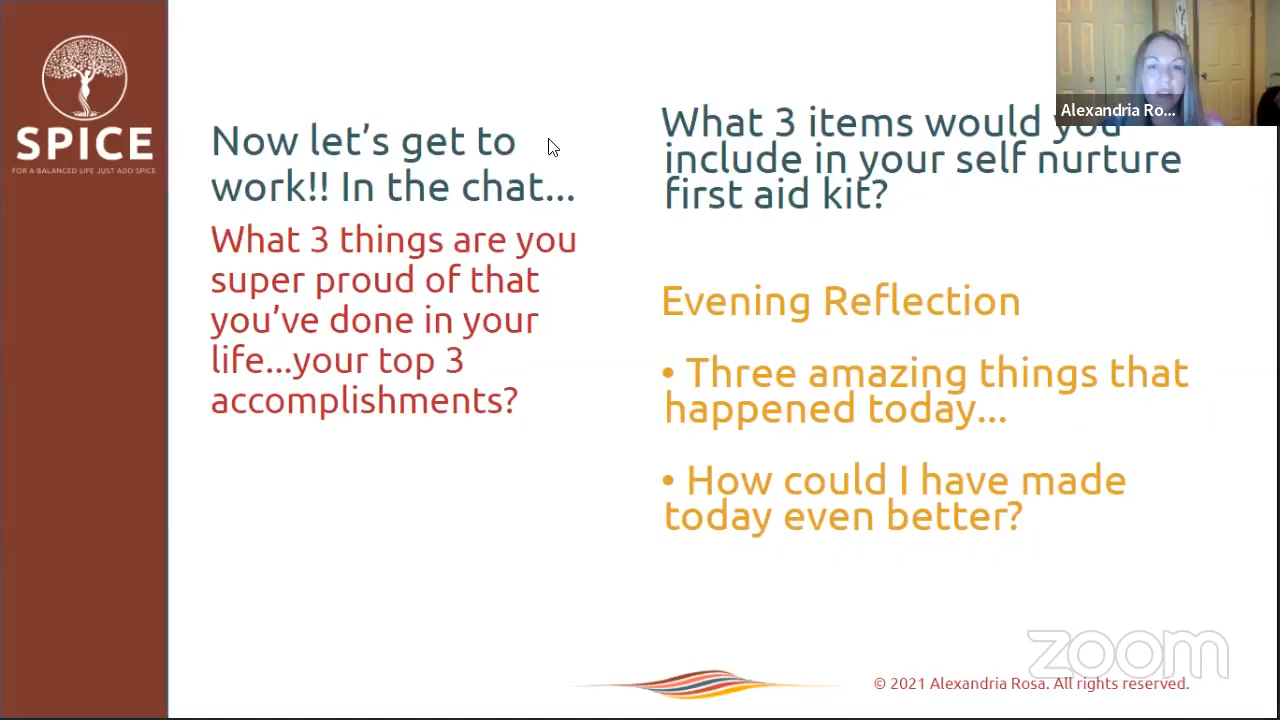 SPICE
FOR A BALANCED LIFE JUST ADD SPICE
Now let's get to
work!! In the chat...
What 3 things are you
super proud of that
you've done in your
life...your top 3
accomplishments?
What 3 items would you
include in your self nurture
first aid kit?
Evening Reflection
• Three amazing things that
happened today...
• How could I have made
today even better?
Alexandria Ro...
zoom
© 2021 Alexandria Rosa. All rights reserved.